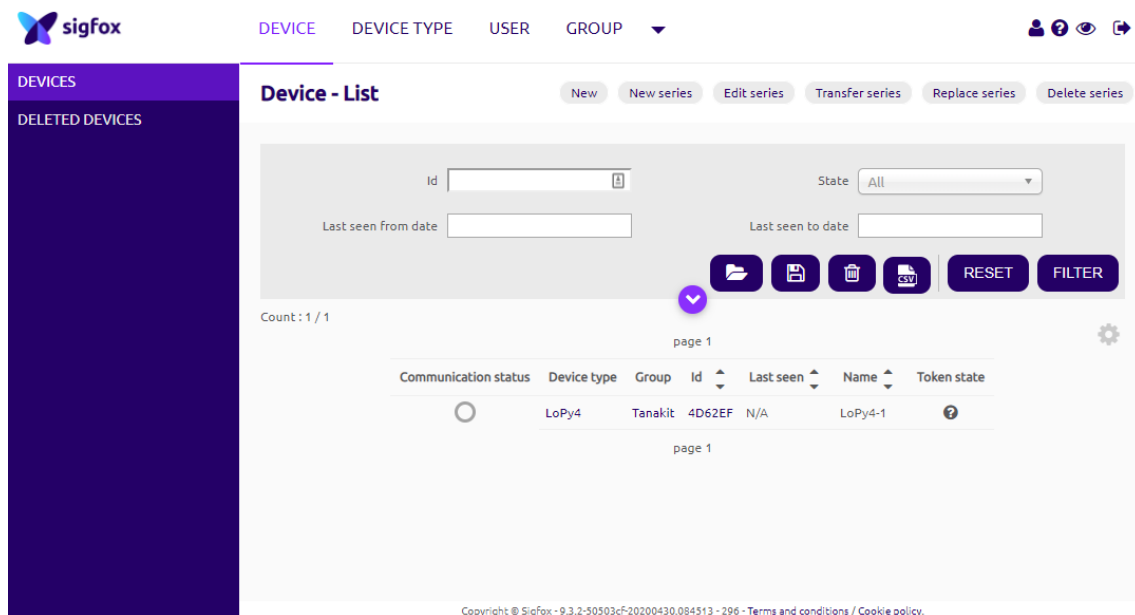 sigfox
DEVICE DEVICE TYPE USER GROUP
DEVICES
DELETED DEVICES
Device - List
New New series Edit series Transfer series Replace series Delete series
Id State All
Last seen from date Last seen to date
CSV RESET FILTER
Count : 1 / 1
page 1
Communication status Device type Group Id Last seen Name Token state
LoPy4 Tanakit 4D62EF N/A LoPy4-1
page 1
Copyright © Sigfox - 9.3.2-50503cf-20200430.084513 - 296 - Terms and conditions / Cookie policy.